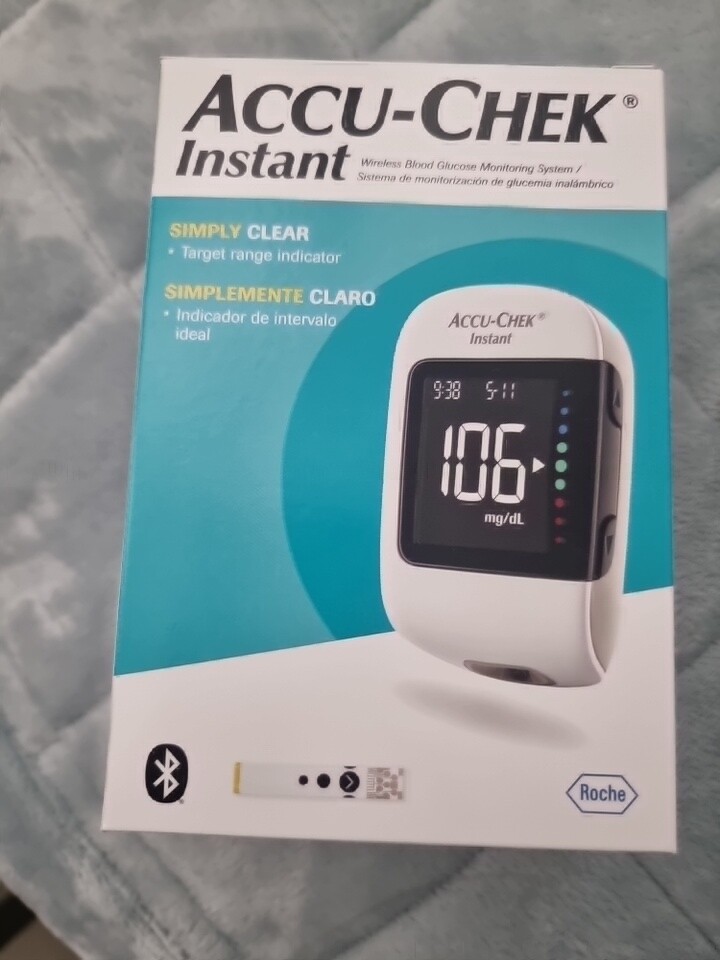 ACCU-CHEK®
Instant
Wireless Blood Glucose Monitoring System /
Sistema de monitorización de glucemia inalámbrico
SIMPLY CLEAR
• Target range indicator
SIMPLEMENTE CLARO
• Indicador de intervalo
ideal
ACCU-CHEK®
Instant
9:38 5-11
106
mg/dL
Roche